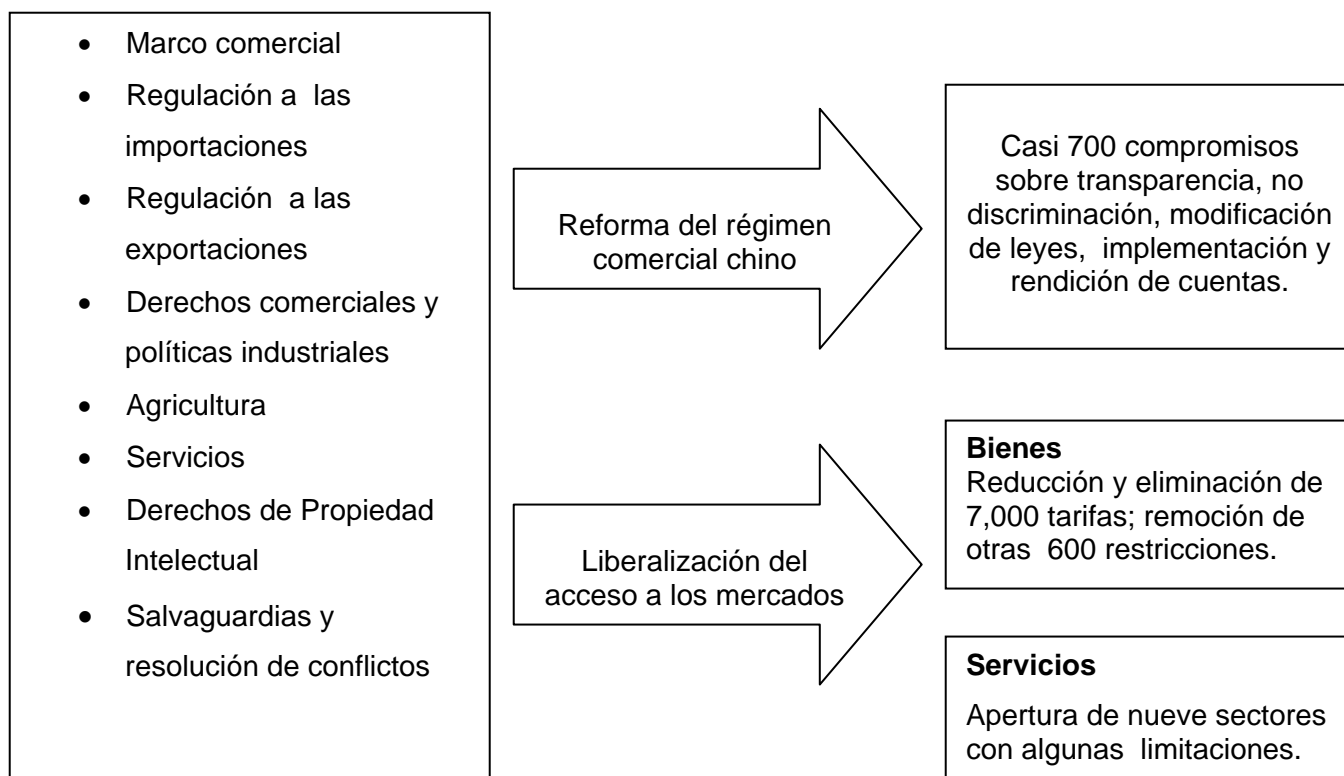 • Marco comercial
• Regulación a las
importaciones
• Regulación a las
exportaciones
• Derechos comerciales y
políticas industriales
• Agricultura
• Servicios
• Derechos de Propiedad
Intelectual
• Salvaguardias y
resolución de conflictos
Reforma del régimen
comercial chino
Casi 700 compromisos
sobre transparencia, no
discriminación, modificación
de leyes, implementación y
rendición de cuentas.
Liberalización del
acceso a los mercados
Bienes
Reducción y eliminación de
7,000 tarifas; remoción de
otras 600 restricciones.
Servicios
Apertura de nueve sectores
con algunas limitaciones.